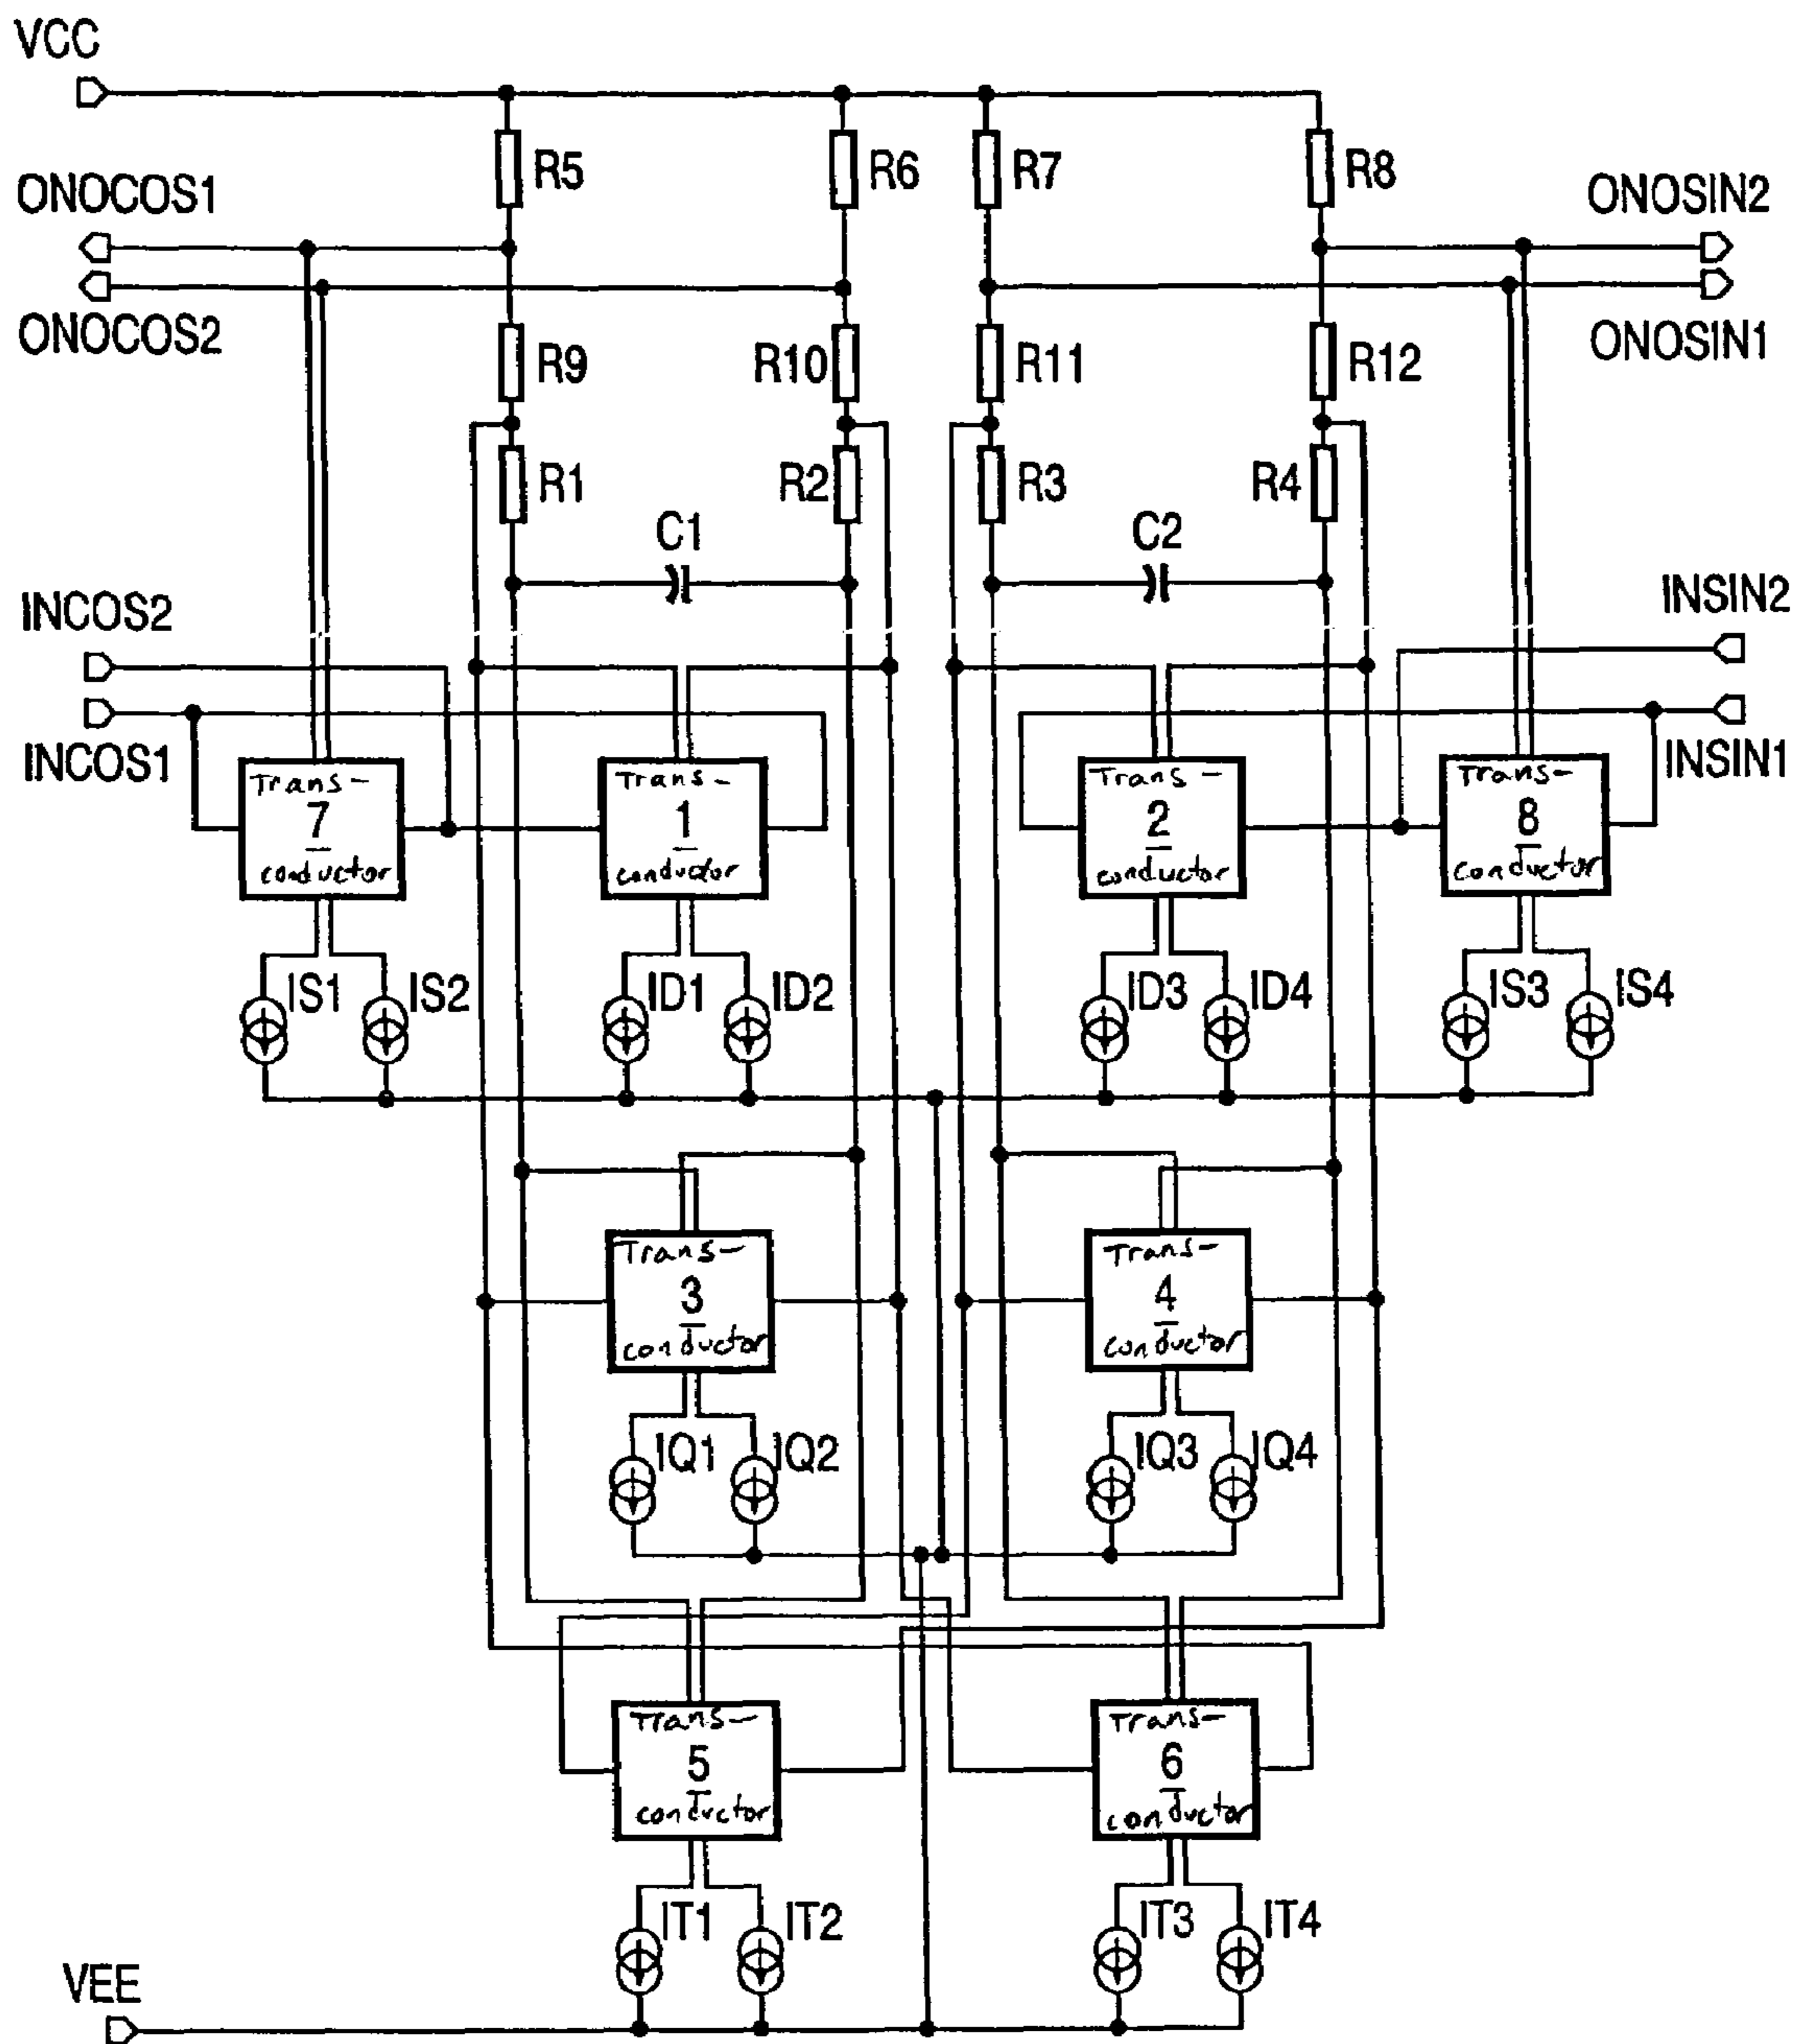 VCC
R5
R6
R7
R8
ONOCOS1
ONOSIN2
ONOCOS2
ONOSIN1
R9
R10
R11
R12
R1
R2
R3
R4
C1
C2
INCOS2
INSIN2
INCOS1
INSIN1
Trans-
7
conductor
Trans-
1
conductor
Trans-
2
conductor
Trans-
8
conductor
IS1
IS2
ID1
ID2
ID3
ID4
IS3
IS4
Trans-
3
conductor
Trans-
4
conductor
IQ1
IQ2
IQ3
IQ4
Trans-
5
conductor
Trans-
6
conductor
IT1
IT2
IT3
IT4
VEE